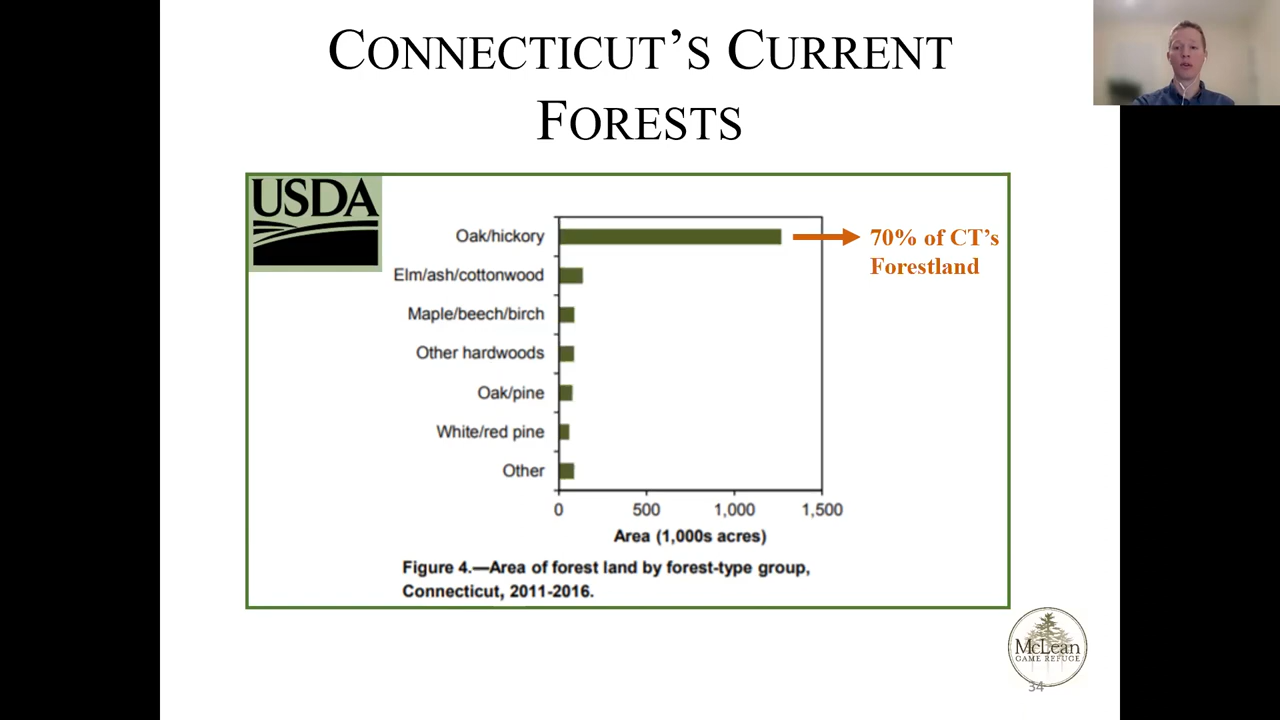 CONNECTICUT'S CURRENT
FORESTS
USDA
Oak/hickory
70% of CT's
Forestland
Elm/ash/cottonwood
Maple/beech/birch
Other hardwoods
Oak/pine
White/red pine
Other
0 500 1,000 1,500
Area (1,000s acres)
Figure 4.—Area of forest land by forest-type group,
Connecticut, 2011-2016.
McLean
GAME REFUGE
34